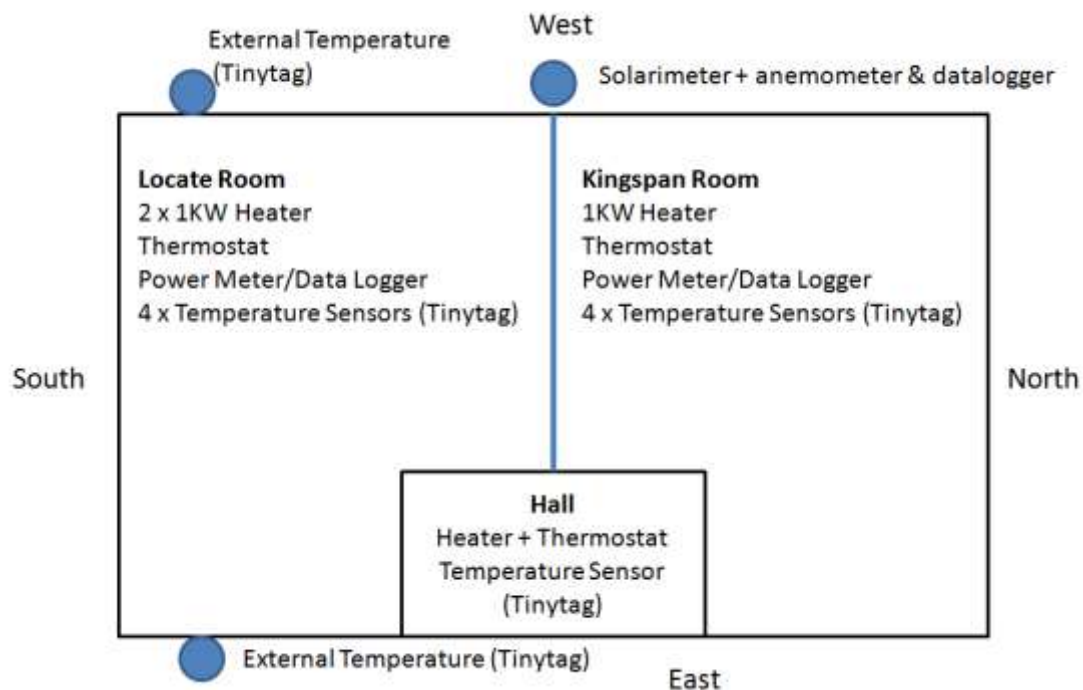 External Temperature
(Tinytag)
West
Solarimeter + anemometer & datalogger
Locate Room
2 x 1KW Heater
Thermostat
Power Meter/Data Logger
4 x Temperature Sensors (Tinytag)
Kingspan Room
1KW Heater
Thermostat
Power Meter/Data Logger
4 x Temperature Sensors (Tinytag)
South
North
Hall
Heater + Thermostat
Temperature Sensor
(Tinytag)
External Temperature (Tinytag)
East